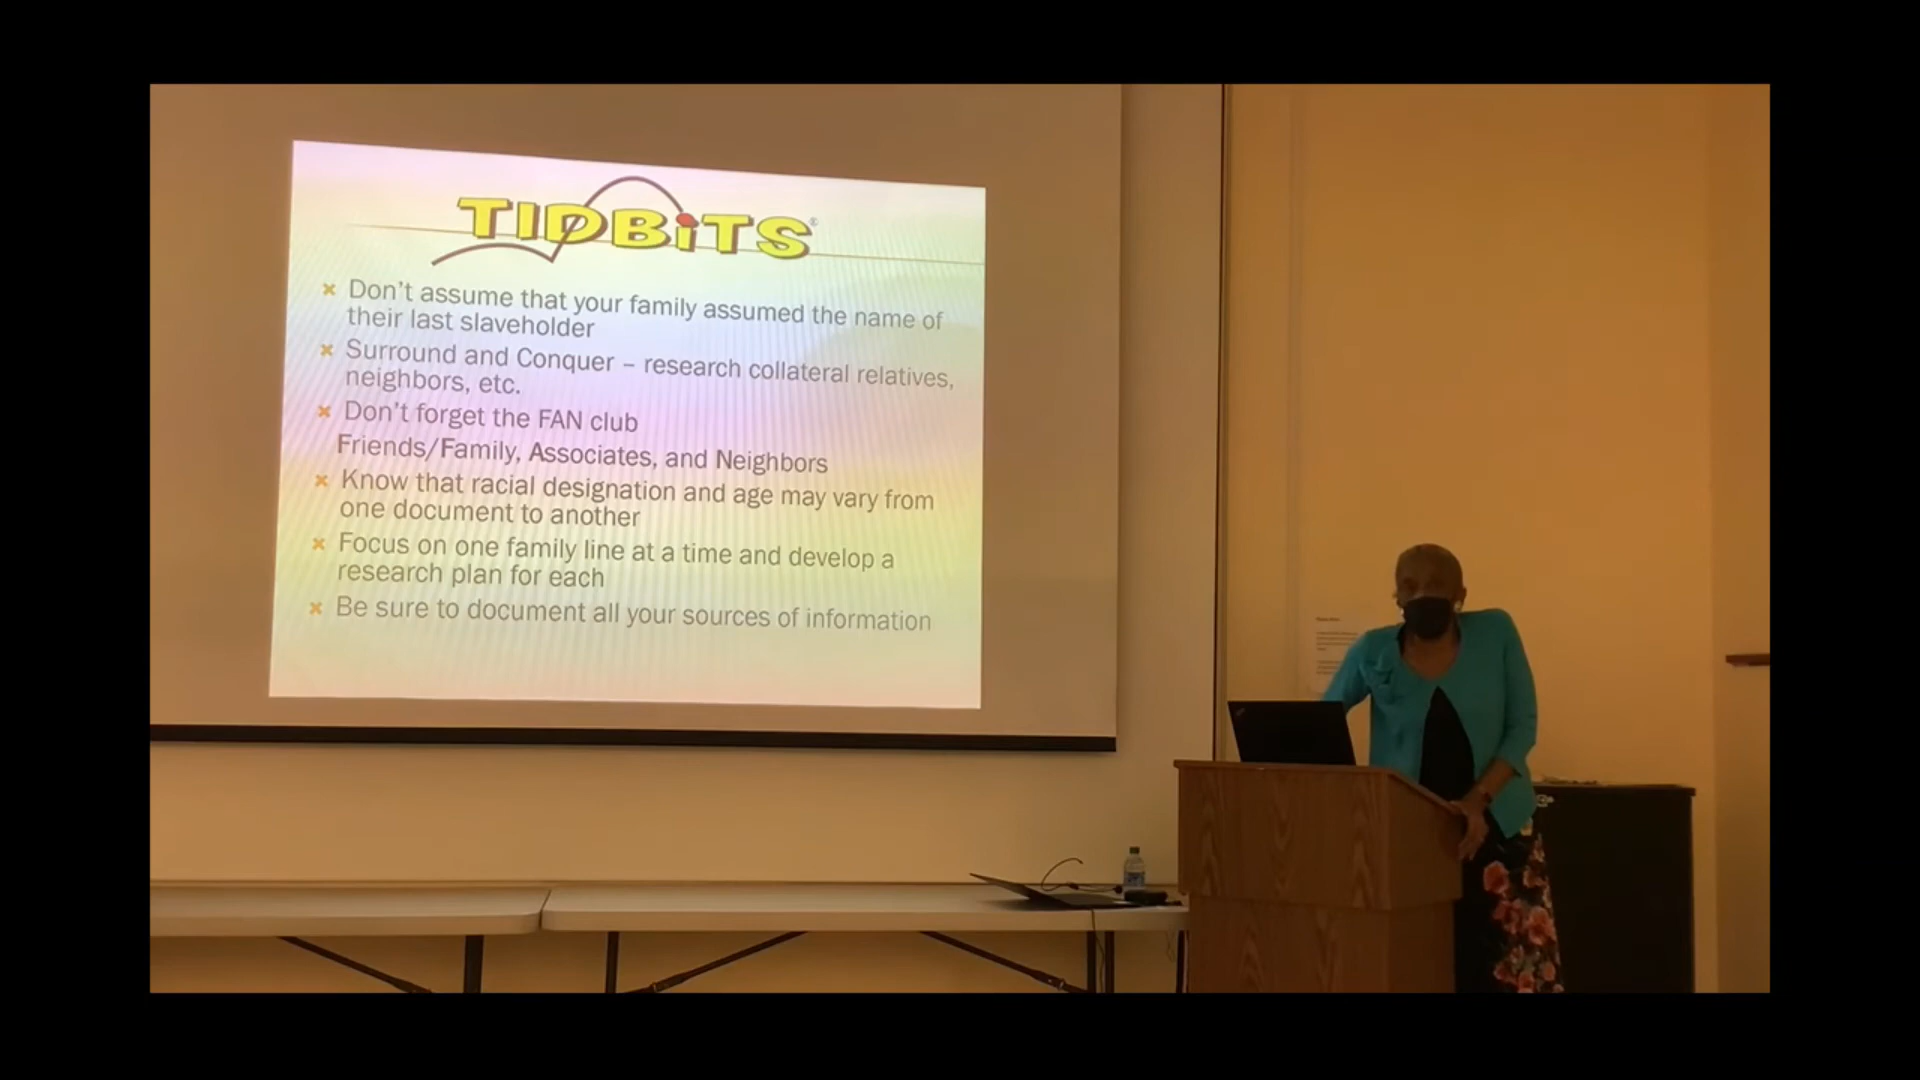 TIDBiTS®
Don't assume that your family assumed the name of
their last slaveholder
Surround and Conquer – research collateral relatives,
neighbors, etc.
Don't forget the FAN club
Friends/Family, Associates, and Neighbors
Know that racial designation and age may vary from
one document to another
Focus on one family line at a time and develop a
research plan for each
Be sure to document all your sources of information